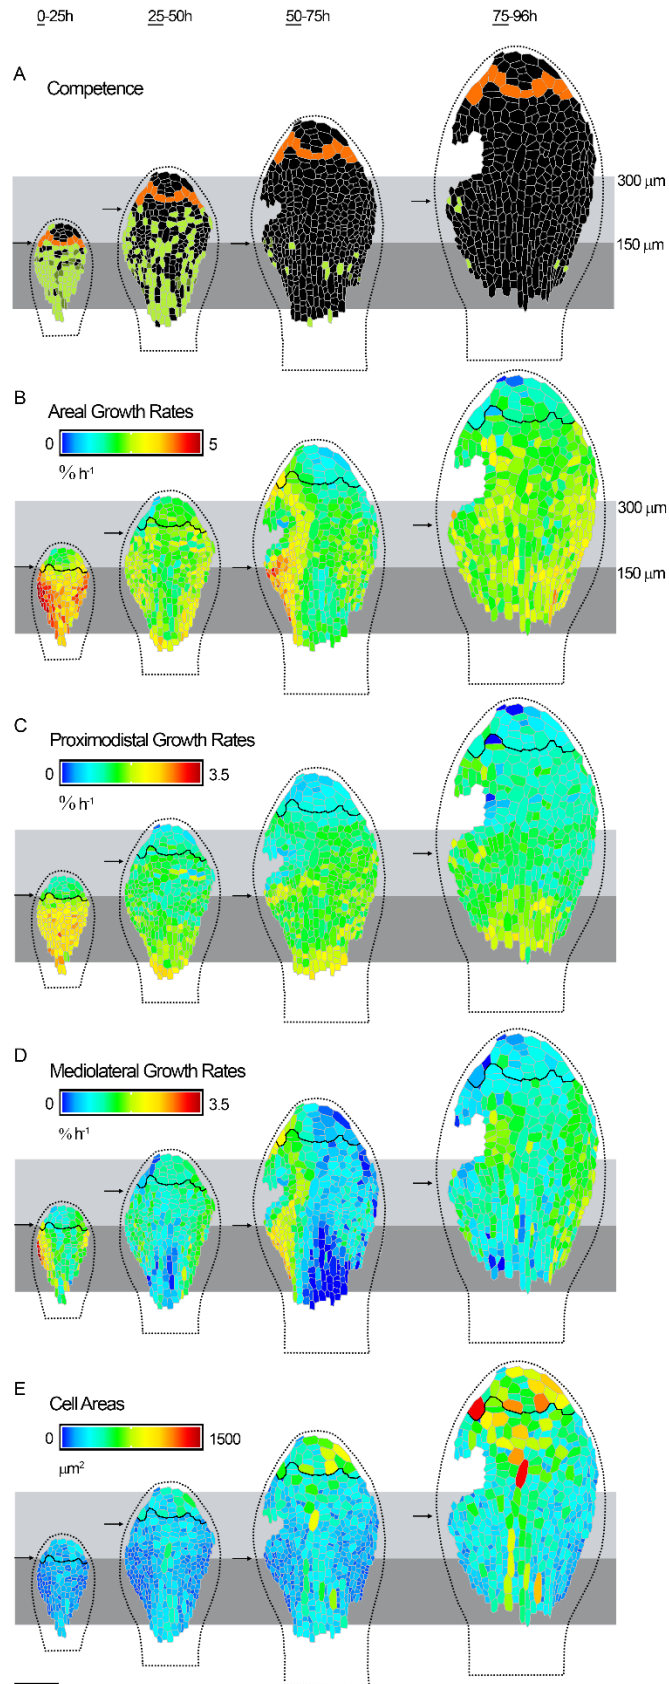 0-25h 25-50h 50-75h 75-96h
A Competence
300 μm
150 μm
B Areal Growth Rates
0 5
% h⁻¹
300 μm
150 μm
C Proximodistal Growth Rates
0 3.5
% h⁻¹
D Mediolateral Growth Rates
0 3.5
% h⁻¹
E Cell Areas
0 1500
μm²